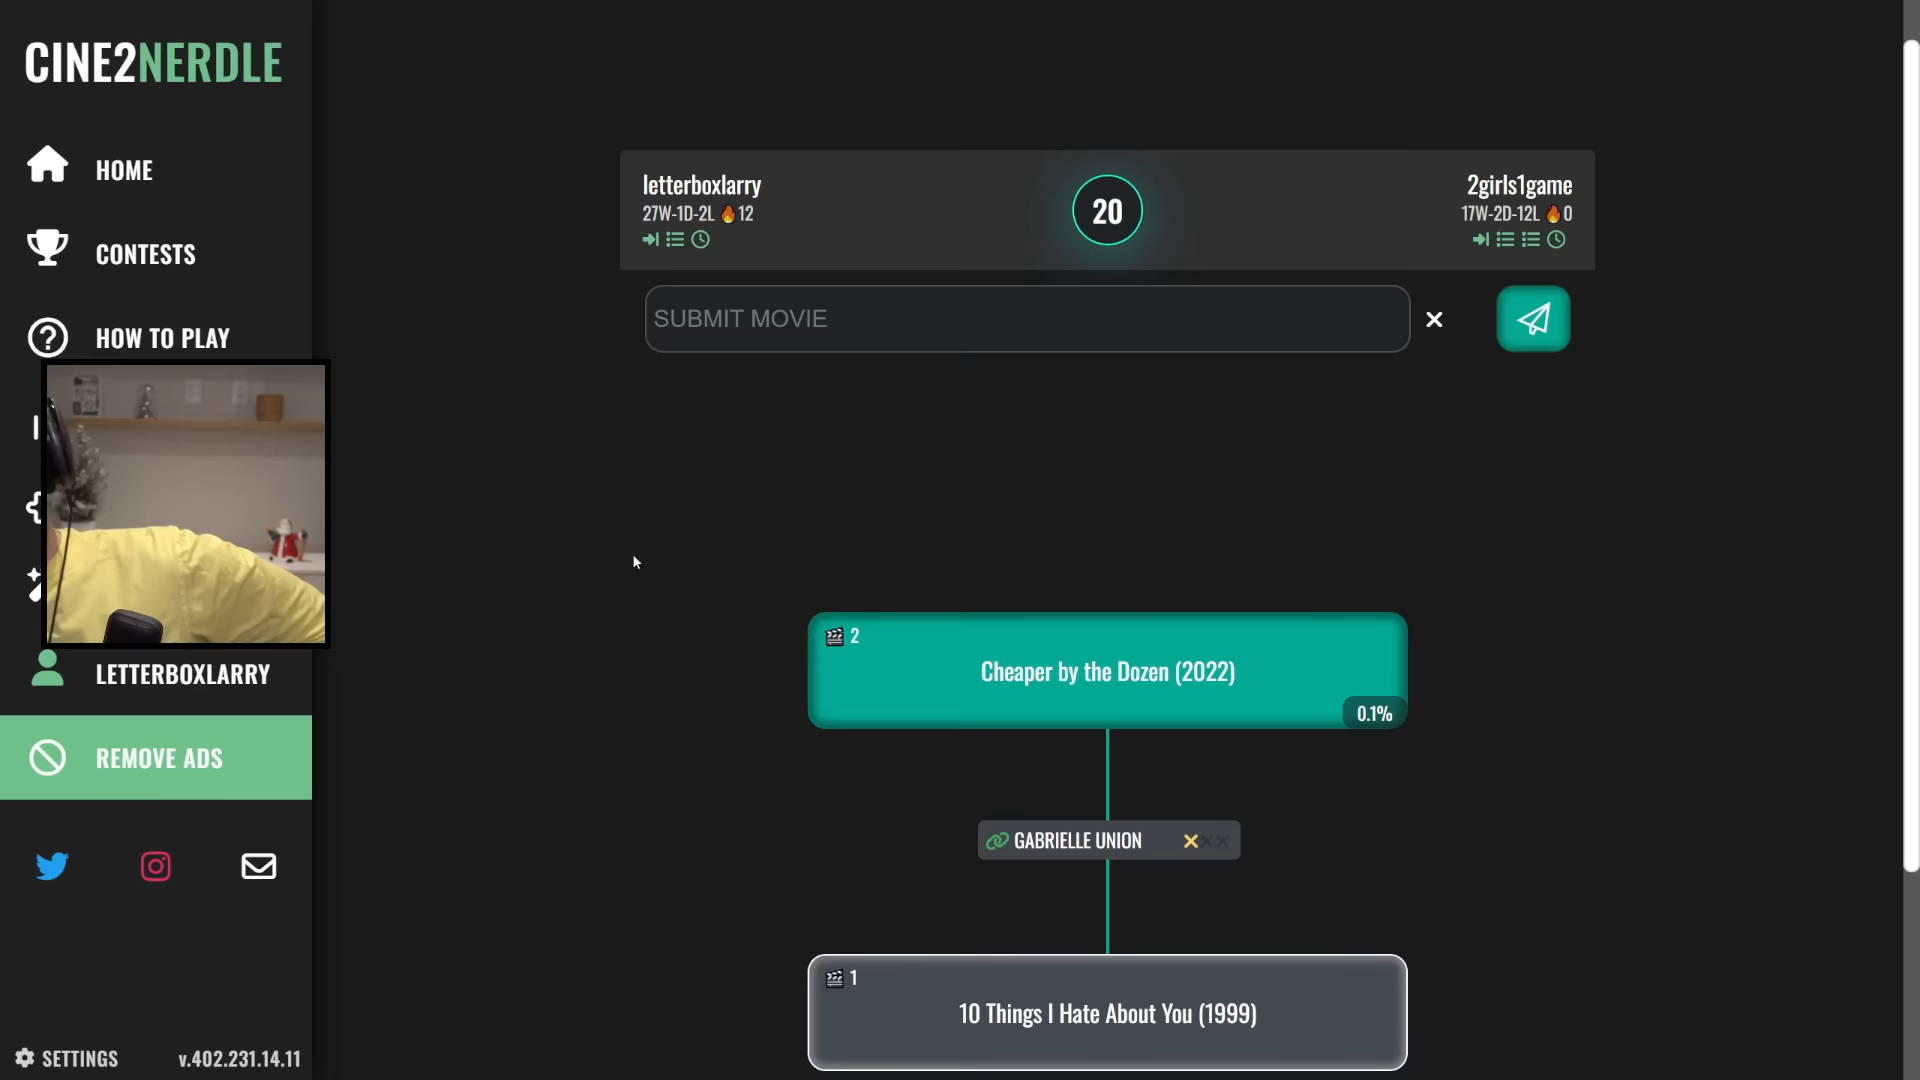 CINE2NERDLE
HOME
CONTESTS
HOW TO PLAY
LETTERBOXLARRY
REMOVE ADS
SETTINGS
v.402.231.14.11
letterboxlarry
27W-1D-2L 🔥12
20
2girls1game
17W-2D-12L 🔥0
SUBMIT MOVIE
2
Cheaper by the Dozen (2022)
0.1%
GABRIELLE UNION
1
10 Things I Hate About You (1999)